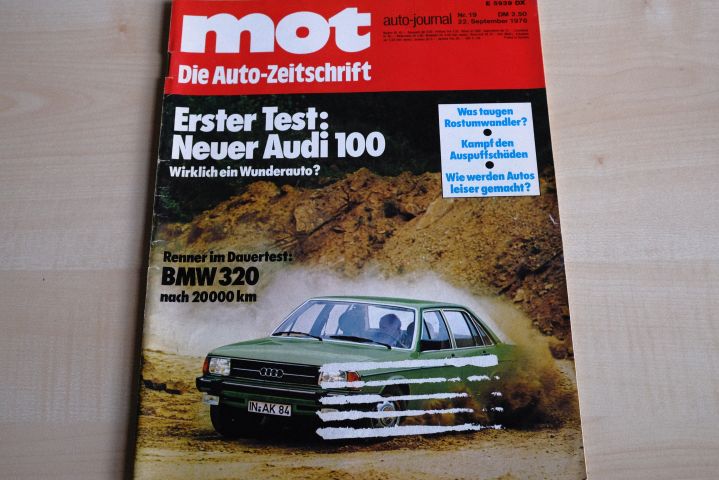 E 5939 DX
mot
auto-journal
Nr. 19
DM 3.50
22. September 1976
Die Auto-Zeitschrift
Erster Test:
Neuer Audi 100
Wirklich ein Wunderauto?
Was taugen
Rostumwandler?
Kampf den
Auspuffschäden
Wie werden Autos
leiser gemacht?
Renner im Dauertest:
BMW 320
nach 20000 km
IN-AK 84